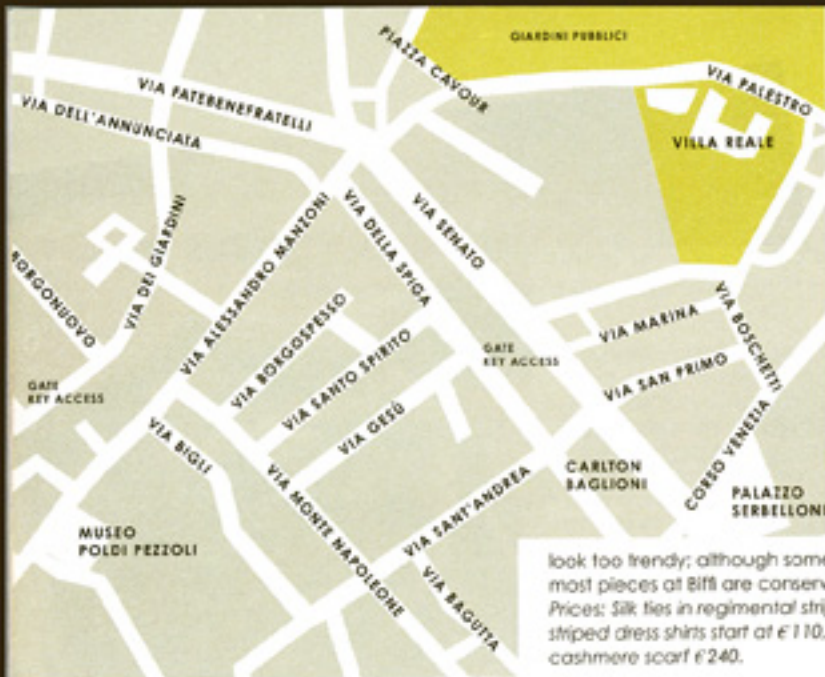 PIAZZA CAVOUR
GIARDINI PUBBLICI
VIA PALESTRO
VIA FATEBENEFRATELLI
VIA DELL'ANNUNCIATA
VILLA REALE
VIA DEI GIARDINI
VIA ALESSANDRO MANZONI
VIA DELLA SPIGA
VIA SENATO
BORGONUOVO
VIA BORGOSPESSO
VIA SANTO SPIRITO
VIA GESÙ
GATE
KEY ACCESS
VIA MARINA
VIA BOSCHETTI
VIA SAN PRIMO
GATE
KEY ACCESS
VIA BIGLI
VIA MONTE NAPOLEONE
VIA SANT'ANDREA
CARLTON
BAGLIONI
CORSO VENEZIA
PALAZZO
SERBELLONI
MUSEO
POLDI PEZZOLI
VIA BAGUTTA
look too trendy; although some
most pieces at Biffi are conserv
Prices: Silk ties in regimental stri
striped dress shirts start at €110,
cashmere scarf €240.